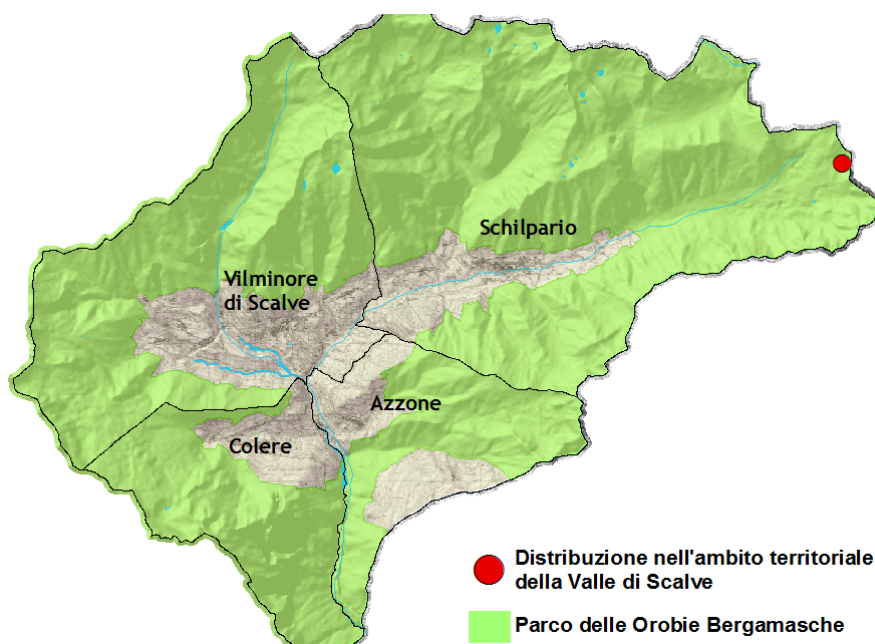 Schilpario
Vilminore
di Scalve
Azzone
Colere
Distribuzione nell'ambito territoriale
della Valle di Scalve
Parco delle Orobie Bergamasche